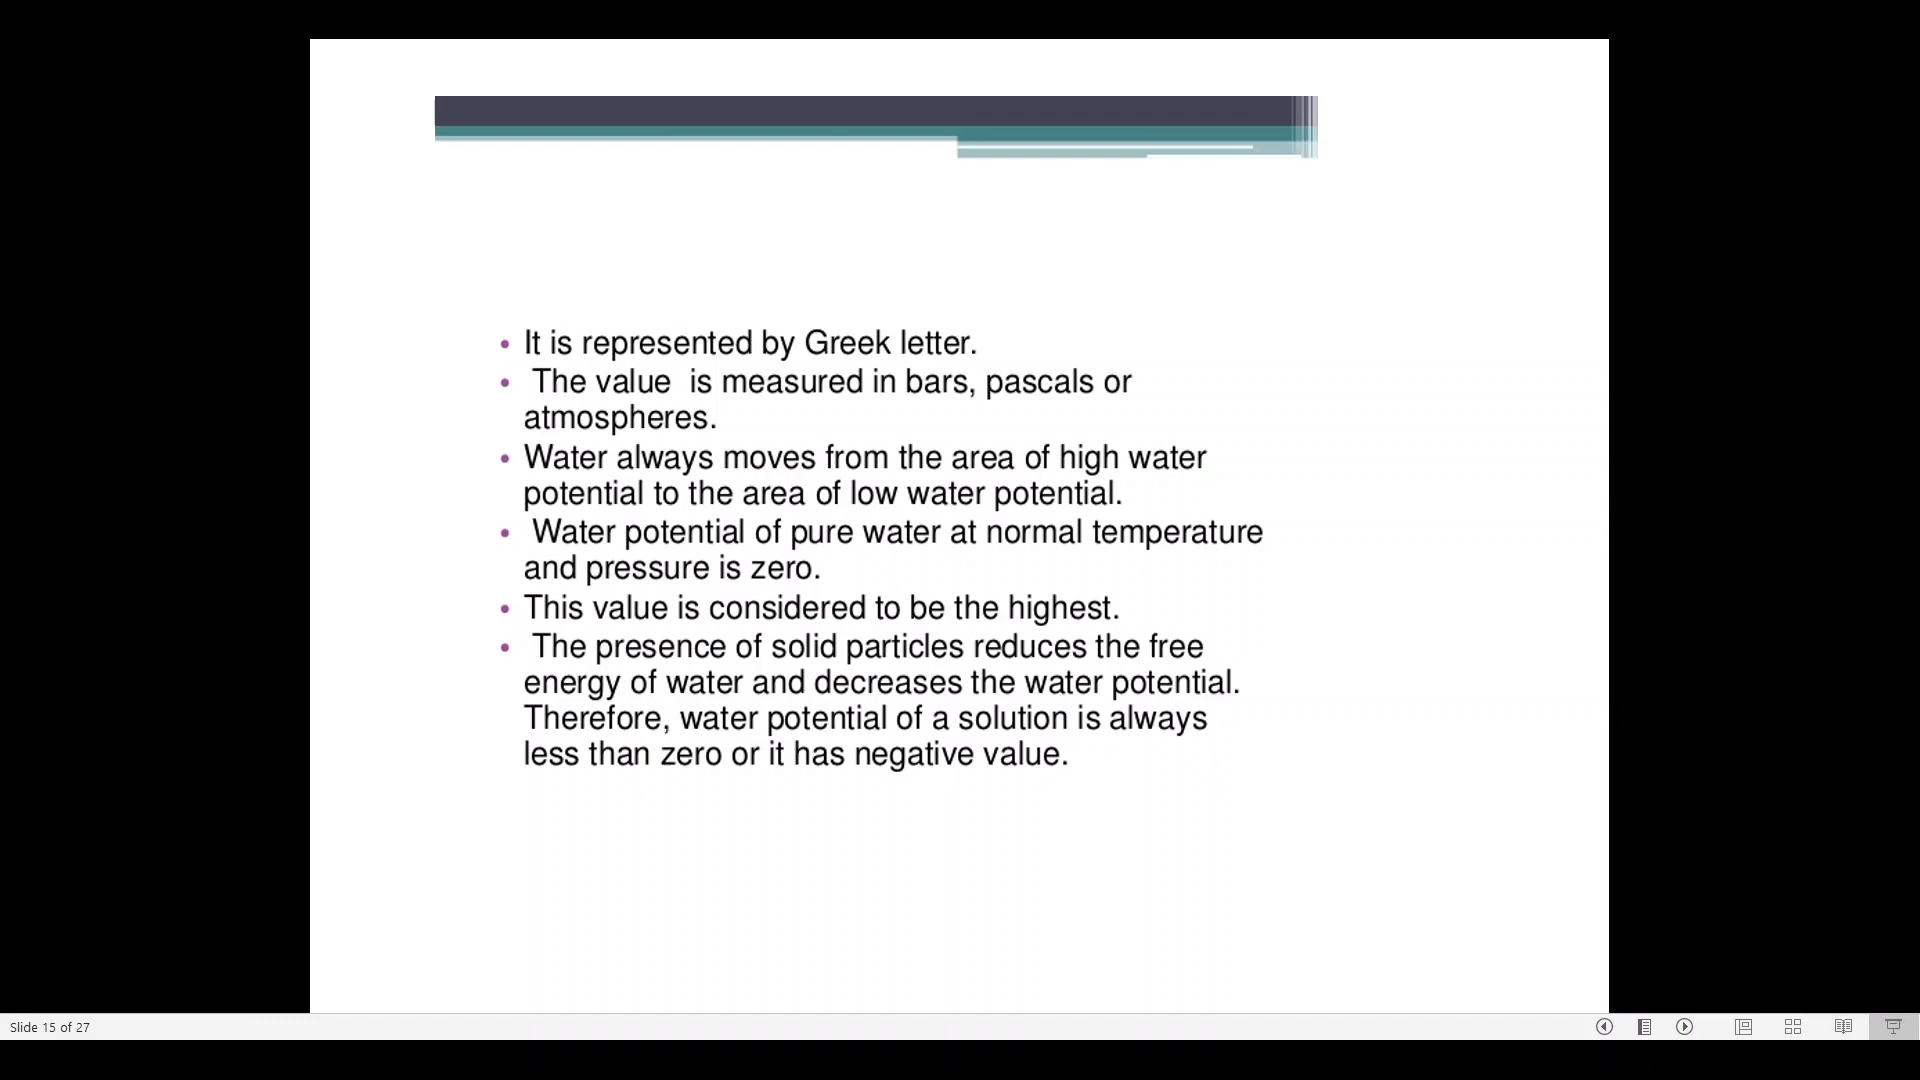 • It is represented by Greek letter.
• The value is measured in bars, pascals or
atmospheres.
• Water always moves from the area of high water
potential to the area of low water potential.
• Water potential of pure water at normal temperature
and pressure is zero.
• This value is considered to be the highest.
• The presence of solid particles reduces the free
energy of water and decreases the water potential.
Therefore, water potential of a solution is always
less than zero or it has negative value.
Slide 15 of 27